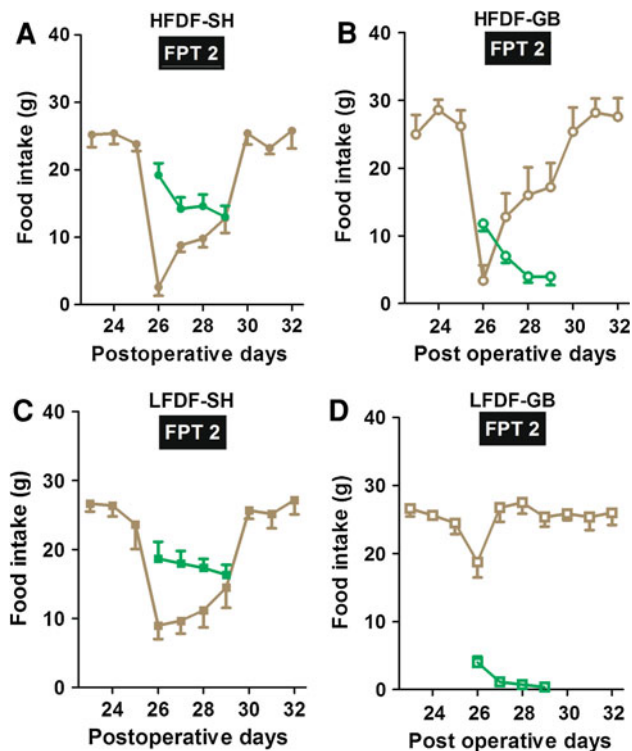 A
HFDF-SH
FPT 2
40
30
20
10
0
Food intake (g)
24 26 28 30 32
Postoperative days
B
HFDF-GB
FPT 2
40
30
20
10
0
Food intake (g)
24 26 28 30 32
Post operative days
C
LFDF-SH
FPT 2
40
30
20
10
0
Food intake (g)
24 26 28 30 32
Postoperative days
D
LFDF-GB
FPT 2
40
30
20
10
0
Food intake (g)
24 26 28 30 32
Post operative days